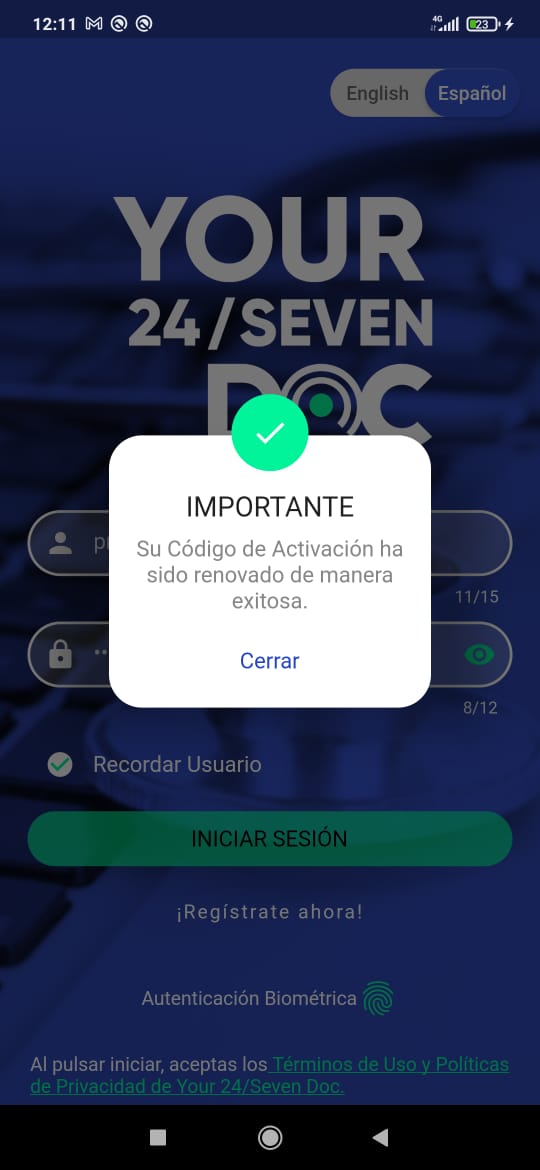 12:11
4G
23
English
Español
YOUR
24/SEVEN
DOC
IMPORTANTE
Su Código de Activación ha
sido renovado de manera
exitosa.
Cerrar
11/15
8/12
Recordar Usuario
INICIAR SESIÓN
¡Regístrate ahora!
Autenticación Biométrica
Al pulsar iniciar, aceptas los Términos de Uso y Políticas
de Privacidad de Your 24/Seven Doc.